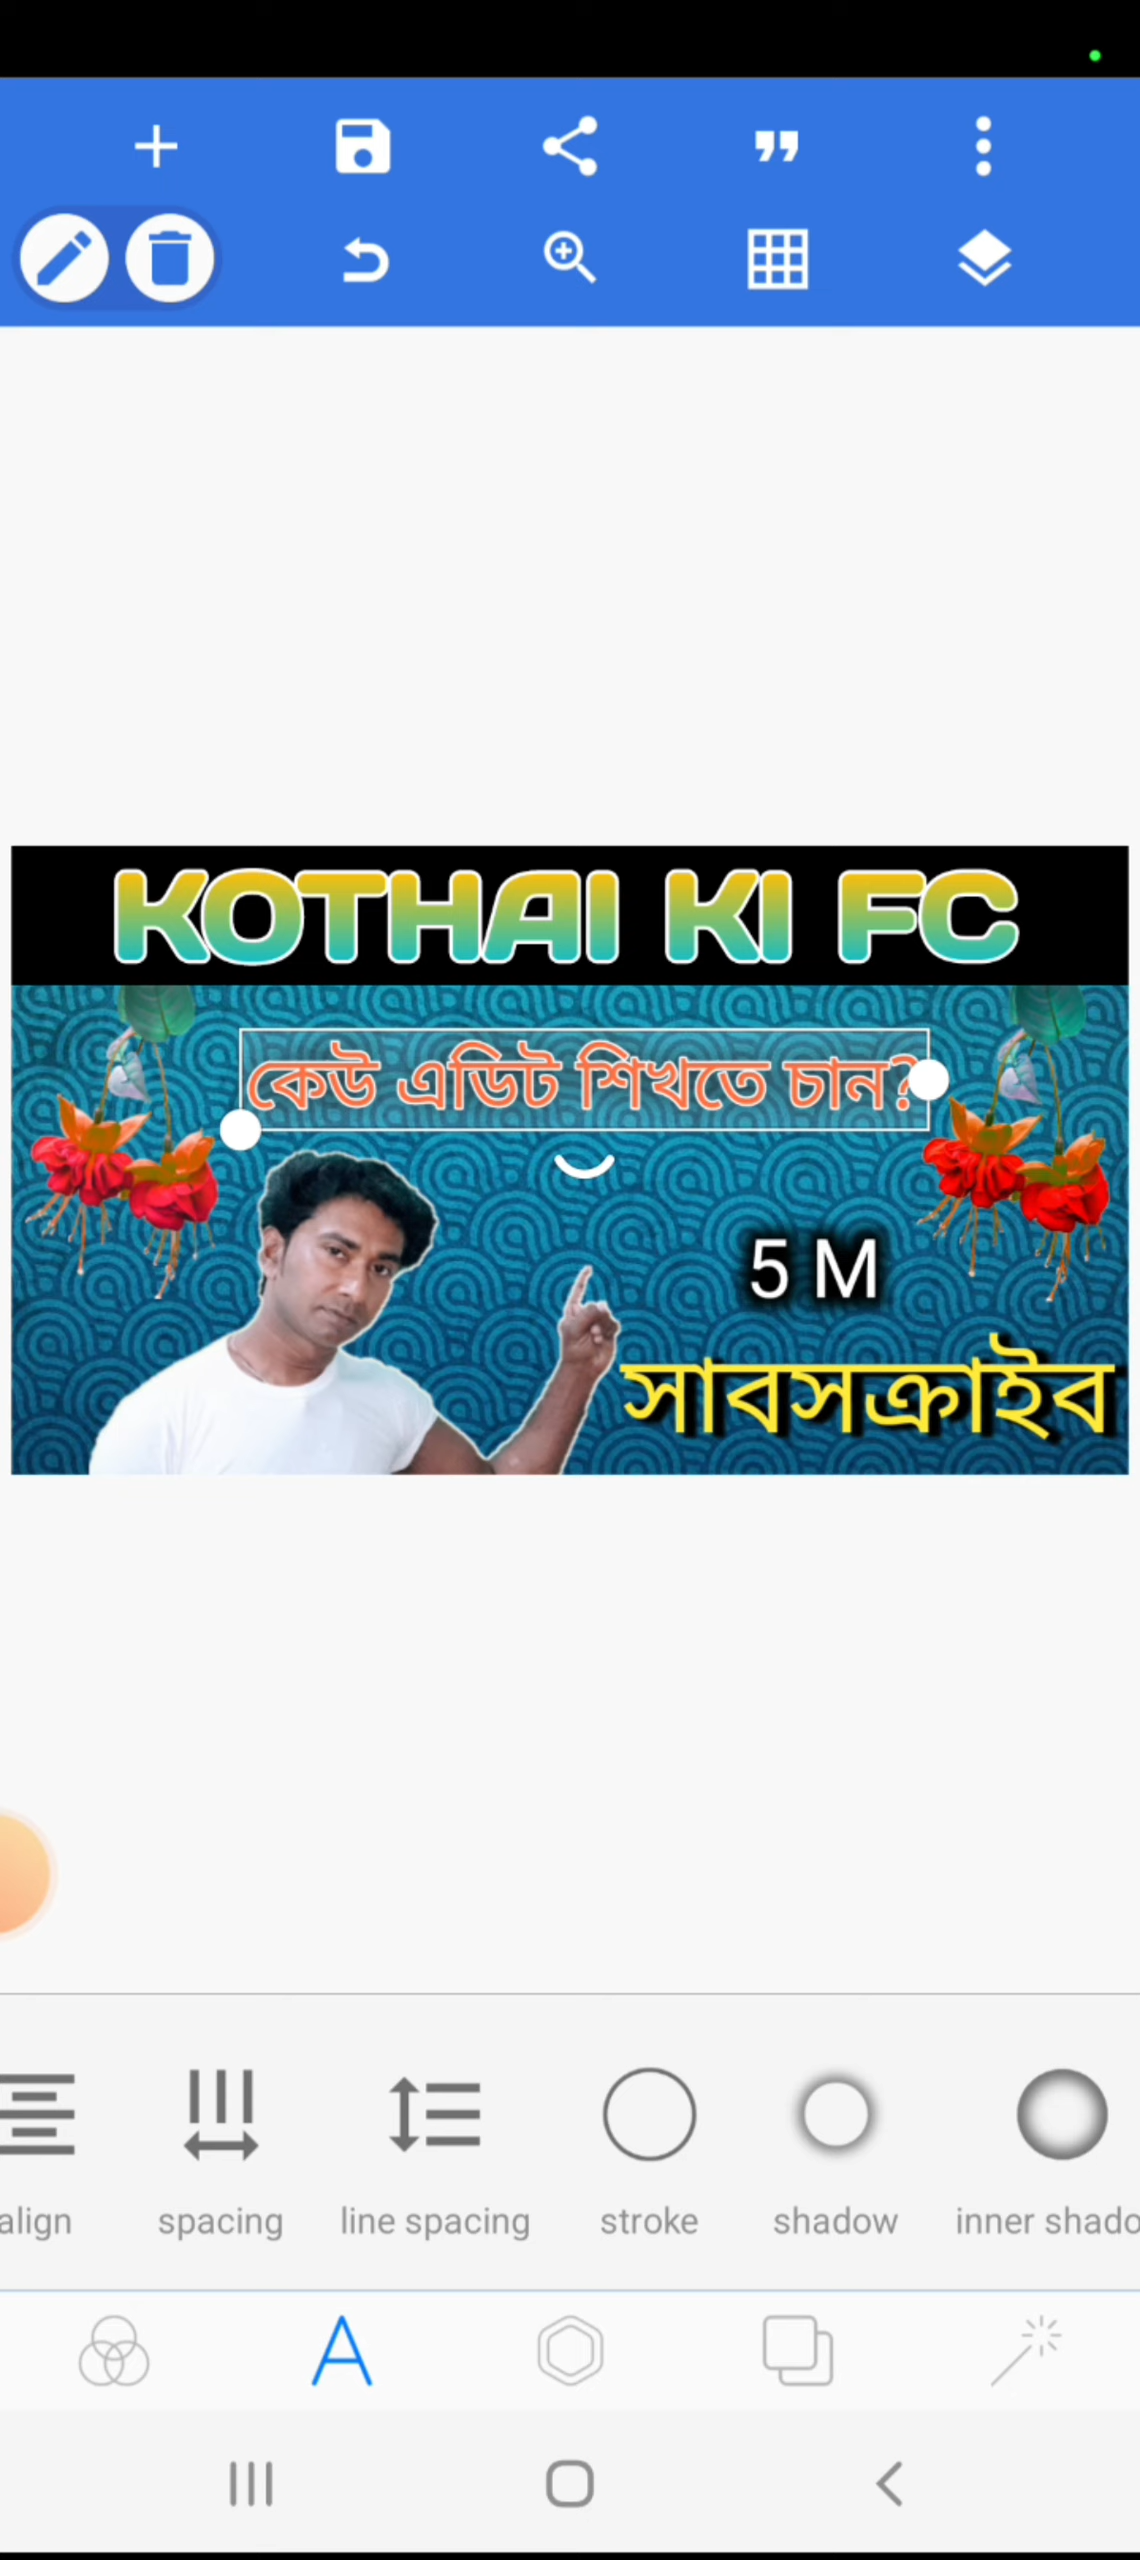 KOTHAI KI FC
কেউ এডিট শিখতে চান?
5 M
সাবসক্রাইব
align
spacing
line spacing
stroke
shadow
inner shado